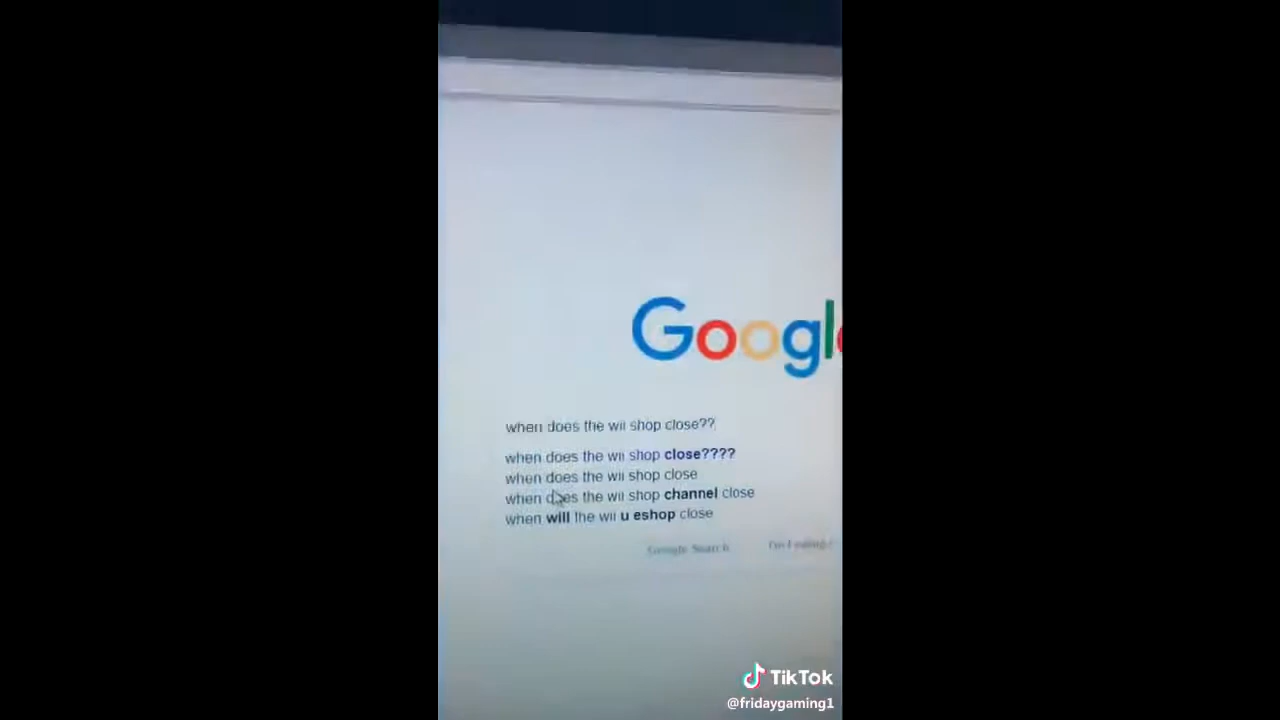 Googl
when does the wii shop close??
when does the wii shop close????
when does the wii shop close
when does the wii shop channel close
when will the wii u eshop close
Google Search
TikTok
@fridaygaming1